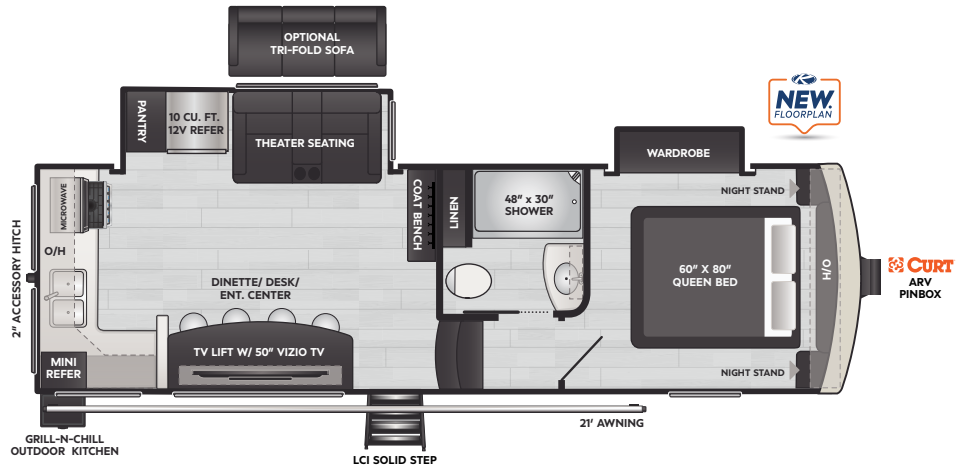 OPTIONAL
TRI-FOLD SOFA
PANTRY
10 CU. FT.
12V REFER
THEATER SEATING
K
NEW.
FLOORPLAN
WARDROBE
MICROWAVE
COAT BENCH
LINEN
48" x 30"
SHOWER
NIGHT STAND
2" ACCESSORY HITCH
O/H
DINETTE/ DESK/
ENT. CENTER
60" X 80"
QUEEN BED
O/H
CURT
ARV
PINBOX
TV LIFT W/ 50" VIZIO TV
MINI
REFER
NIGHT STAND
21' AWNING
GRILL-N-CHILL
OUTDOOR KITCHEN
LCI SOLID STEP